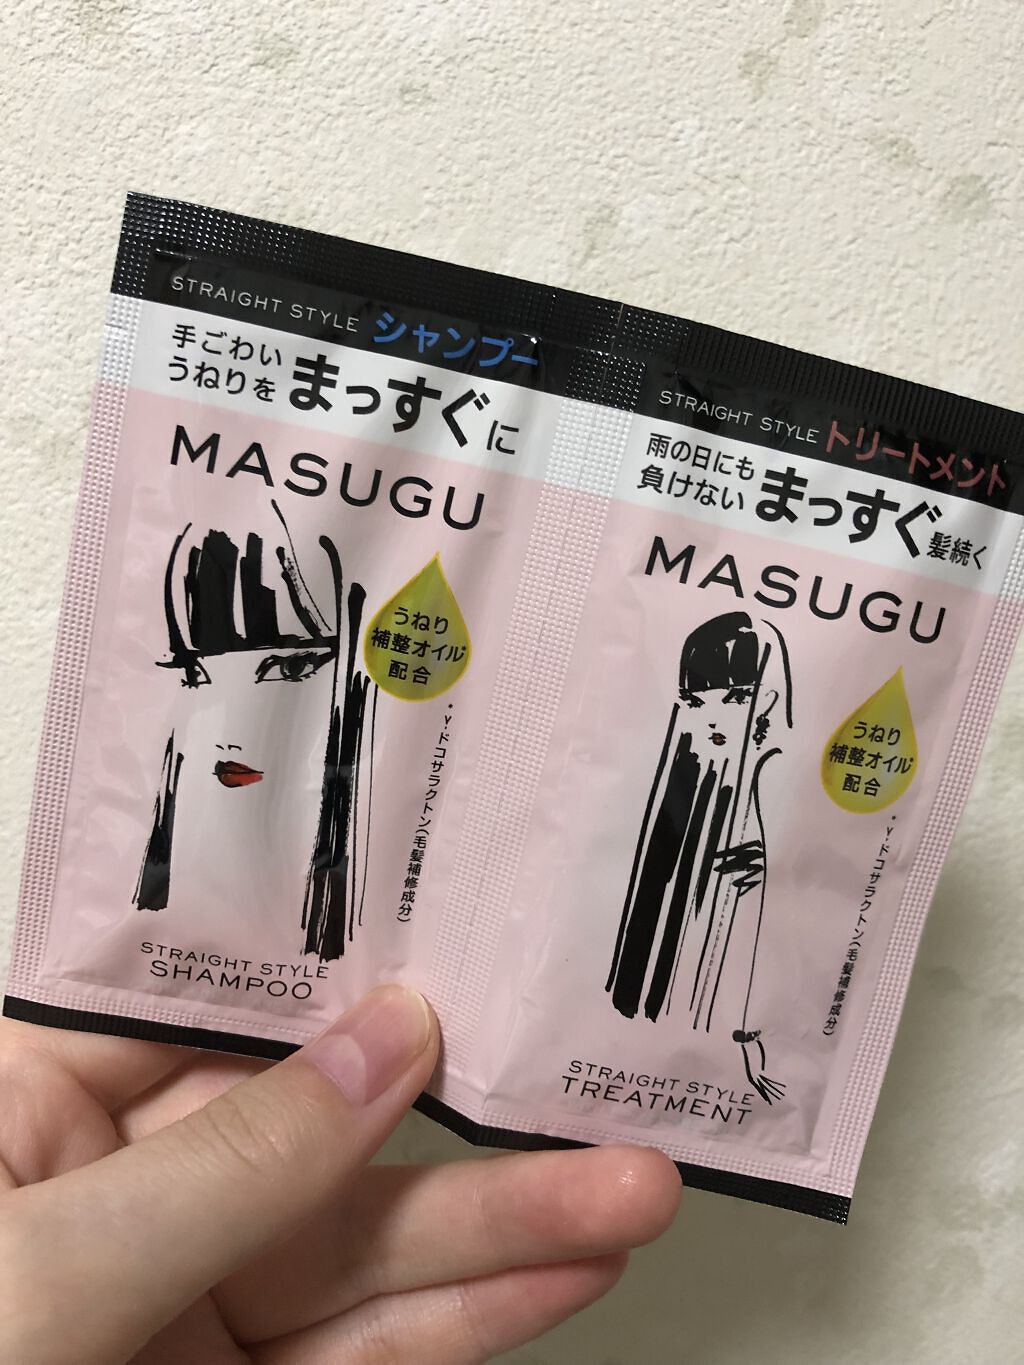 STRAIGHT STYLE シャンプー
手ごわい
うねりを まっすぐに
MASUGU
うねり
補整オイル*
配合
*γ-ドコサラクトン(毛髪補修成分)
STRAIGHT STYLE
SHAMPOO
STRAIGHT STYLE トリートメント
雨の日にも
負けない まっすぐ髪続く
MASUGU
うねり
補整オイル*
配合
*γ-ドコサラクトン(毛髪補修成分)
STRAIGHT STYLE
TREATMENT